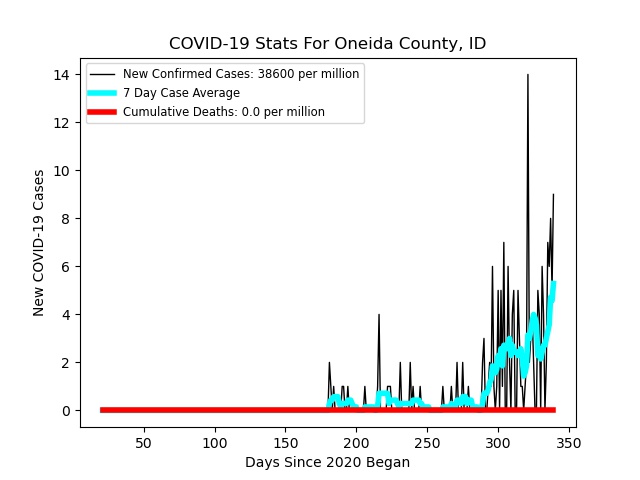 COVID-19 Stats For Oneida County, ID
New Confirmed Cases: 38600 per million
7 Day Case Average
Cumulative Deaths: 0.0 per million
New COVID-19 Cases
14
12
10
8
6
4
2
0
50 100 150 200 250 300 350
Days Since 2020 Began